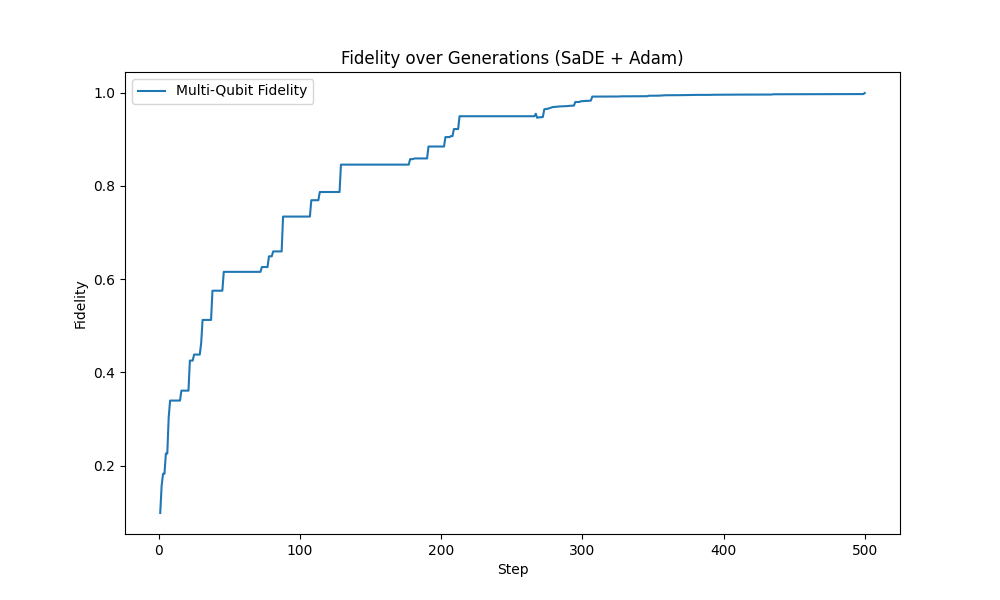 Fidelity over Generations (SaDE + Adam)
Multi-Qubit Fidelity
1.0
0.8
0.6
0.4
0.2
Fidelity
0
100
200
300
400
500
Step